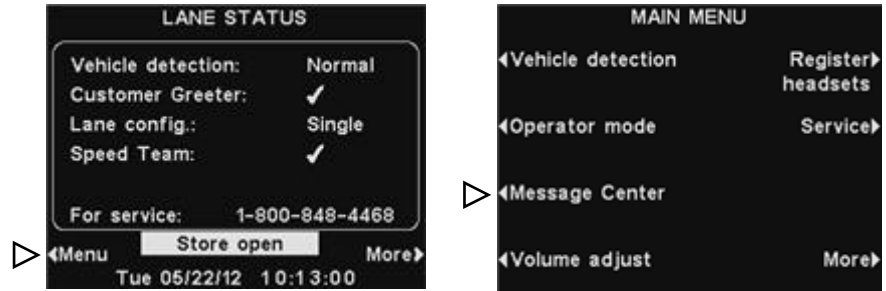 LANE STATUS
Vehicle detection: Normal
Customer Greeter: ✓
Lane config.: Single
Speed Team: ✓
For service: 1-800-848-4468
Store open
Menu More
Tue 05/22/12 10:13:00
MAIN MENU
Vehicle detection Register
headsets
Operator mode Service
Message Center
Volume adjust More